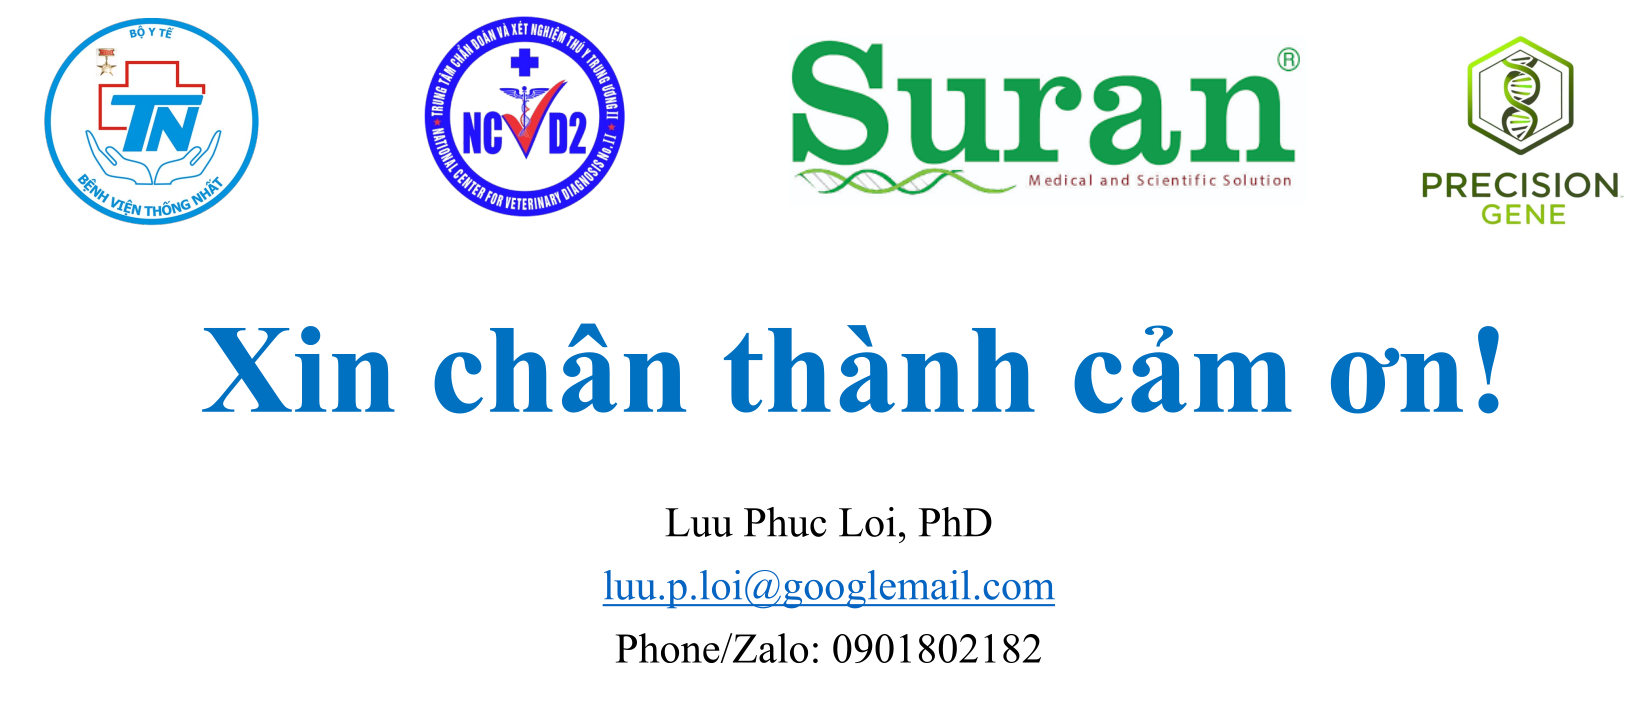 BỘ Y TẾ
TN
BỆNH VIỆN THỐNG NHẤT
TRUNG TÂM CHẨN ĐOÁN VÀ XÉT NGHIỆM THÚ Y TRUNG ƯƠNG II
NCVD2
NATIONAL CENTER FOR VETERINARY DIAGNOSIS No.II
Suran®
Medical and Scientific Solution
PRECISION
GENE
Xin chân thành cảm ơn!
Luu Phuc Loi, PhD
luu.p.loi@googlemail.com
Phone/Zalo: 0901802182